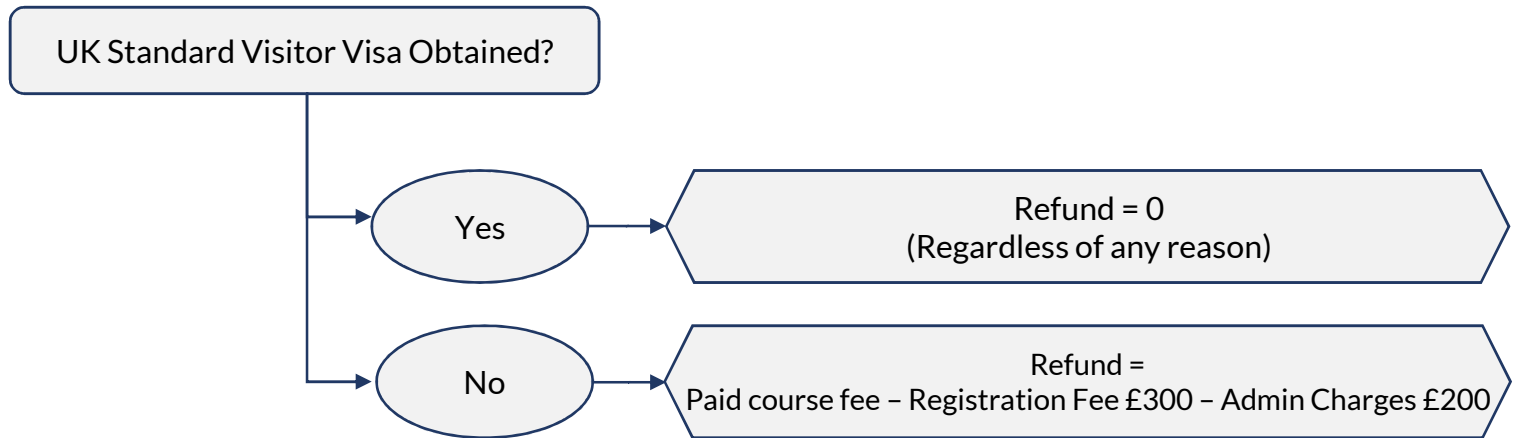 UK Standard Visitor Visa Obtained?
Yes
Refund = 0
(Regardless of any reason)
No
Refund =
Paid course fee – Registration Fee £300 – Admin Charges £200